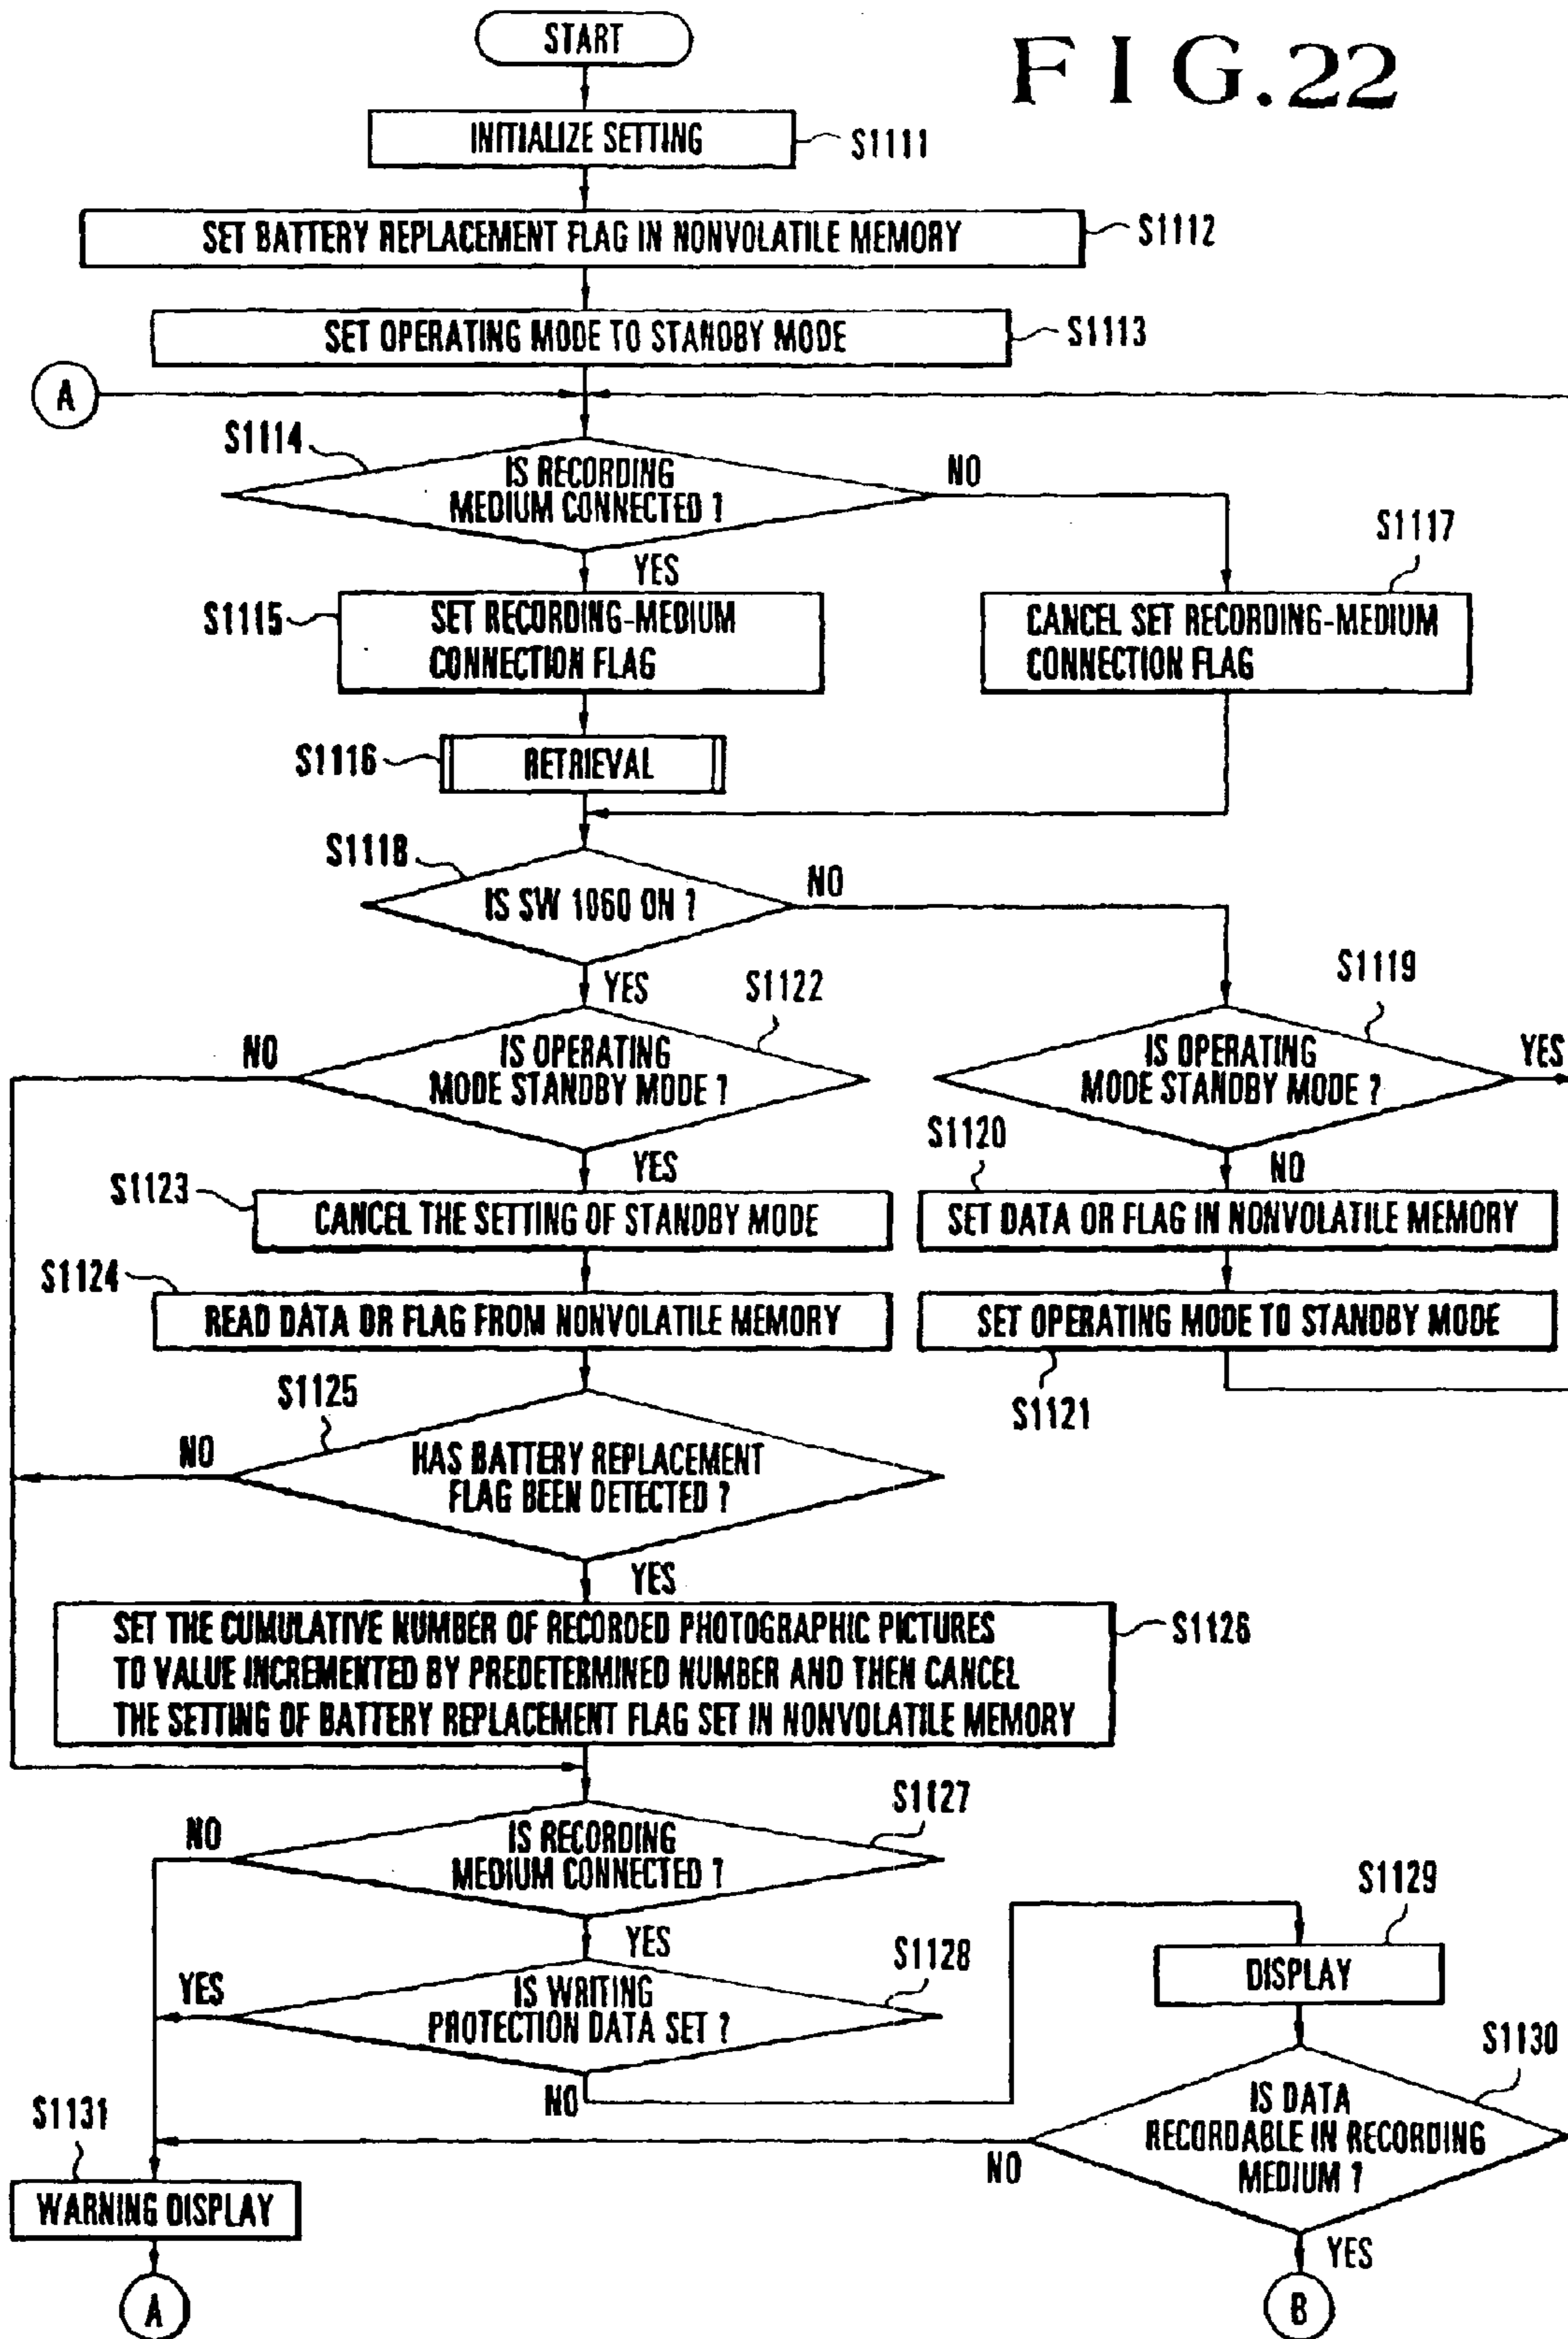 FIG.22
START
INITIALIZE SETTING
S1111
SET BATTERY REPLACEMENT FLAG IN NONVOLATILE MEMORY
S1112
SET OPERATING MODE TO STANDBY MODE
S1113
A
S1114
IS RECORDING
MEDIUM CONNECTED ?
NO
YES
S1117
S1115
SET RECORDING-MEDIUM
CONNECTION FLAG
CANCEL SET RECORDING-MEDIUM
CONNECTION FLAG
S1116
RETRIEVAL
S1118
IS SW 1060 ON ?
NO
YES
S1122
S1119
NO
IS OPERATING
MODE STANDBY MODE ?
IS OPERATING
MODE STANDBY MODE ?
YES
S1120
YES
NO
S1123
CANCEL THE SETTING OF STANDBY MODE
SET DATA OR FLAG IN NONVOLATILE MEMORY
S1124
READ DATA OR FLAG FROM NONVOLATILE MEMORY
SET OPERATING MODE TO STANDBY MODE
S1121
S1125
NO
HAS BATTERY REPLACEMENT
FLAG BEEN DETECTED ?
YES
SET THE CUMULATIVE NUMBER OF RECORDED PHOTOGRAPHIC PICTURES
TO VALUE INCREMENTED BY PREDETERMINED NUMBER AND THEN CANCEL
THE SETTING OF BATTERY REPLACEMENT FLAG SET IN NONVOLATILE MEMORY
S1126
S1127
NO
IS RECORDING
MEDIUM CONNECTED ?
YES
S1128
YES
IS WRITING
PROTECTION DATA SET ?
NO
S1129
DISPLAY
S1130
IS DATA
RECORDABLE IN RECORDING
MEDIUM ?
NO
YES
S1131
WARNING DISPLAY
A
B